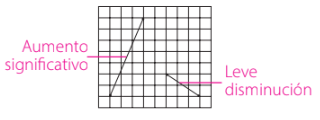 Aumento
significativo
Leve
disminución